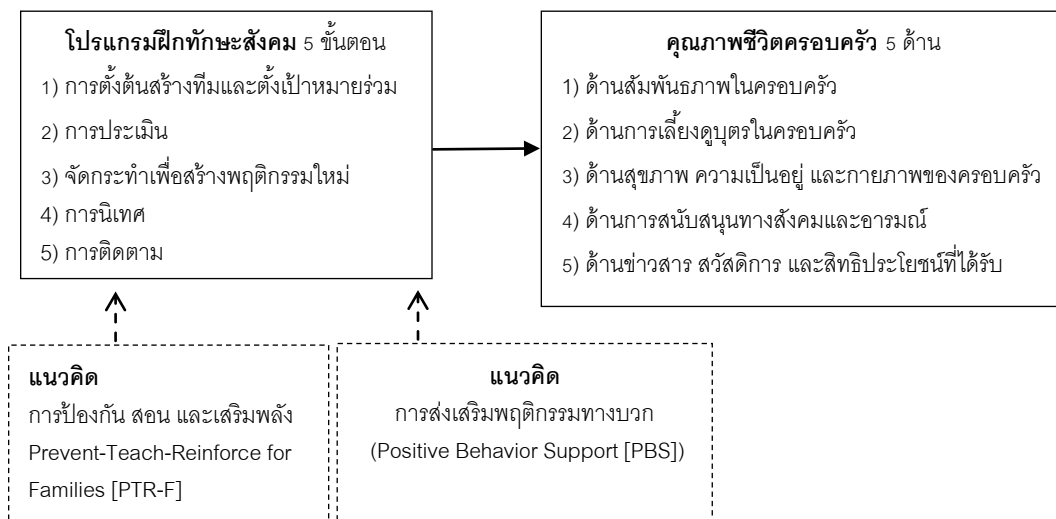 โปรแกรมฝึกทักษะสังคม 5 ขั้นตอน
1) การตั้งต้นสร้างทีมและตั้งเป้าหมายร่วม
2) การประเมิน
3) จัดกระทำเพื่อสร้างพฤติกรรมใหม่
4) การนิเทศ
5) การติดตาม
คุณภาพชีวิตครอบครัว 5 ด้าน
1) ด้านสัมพันธภาพในครอบครัว
2) ด้านการเลี้ยงดูบุตรในครอบครัว
3) ด้านสุขภาพ ความเป็นอยู่ และกายภาพของครอบครัว
4) ด้านการสนับสนุนทางสังคมและอารมณ์
5) ด้านข่าวสาร สวัสดิการ และสิทธิประโยชน์ที่ได้รับ
แนวคิด
การป้องกัน สอน และเสริมพลัง
Prevent-Teach-Reinforce for
Families [PTR-F]
แนวคิด
การส่งเสริมพฤติกรรมทางบวก
(Positive Behavior Support [PBS])